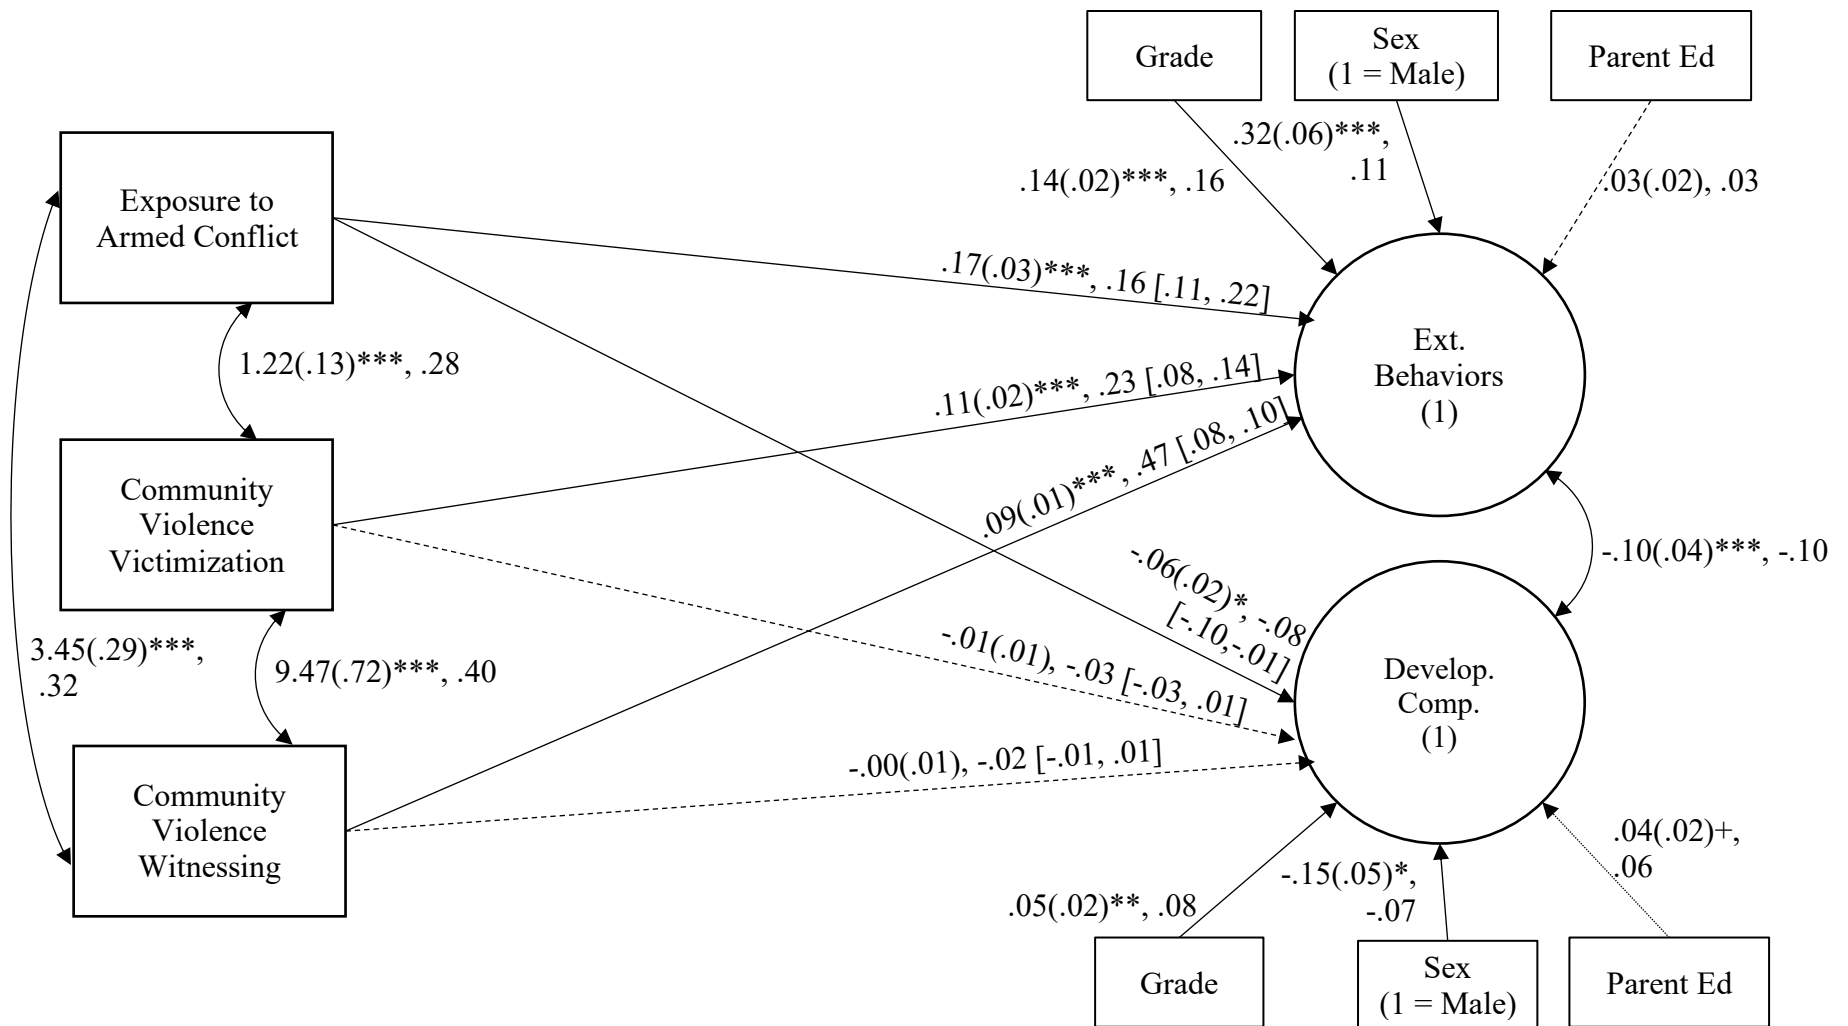 Grade
Sex
(1 = Male)
Parent Ed
.32(.06)***,
.11
.14(.02)***, .16
.03(.02), .03
Exposure to
Armed Conflict
.17(.03)***, .16 [.11, .22]
Ext.
Behaviors
(1)
1.22(.13)***, .28
.11(.02)***, .23 [.08, .14]
.09(.01)***, .47 [.08, .10]
Community
Violence
Victimization
-.10(.04)***, -.10
-.06(.02)*, -.08
[-.10,-.01]
3.45(.29)***,
.32
9.47(.72)***, .40
-.01(.01), -.03 [-.03, .01]
Develop.
Comp.
(1)
-.00(.01), -.02 [-.01, .01]
Community
Violence
Witnessing
.05(.02)**, .08
-.15(.05)*,
-.07
.04(.02)+,
.06
Grade
Sex
(1 = Male)
Parent Ed